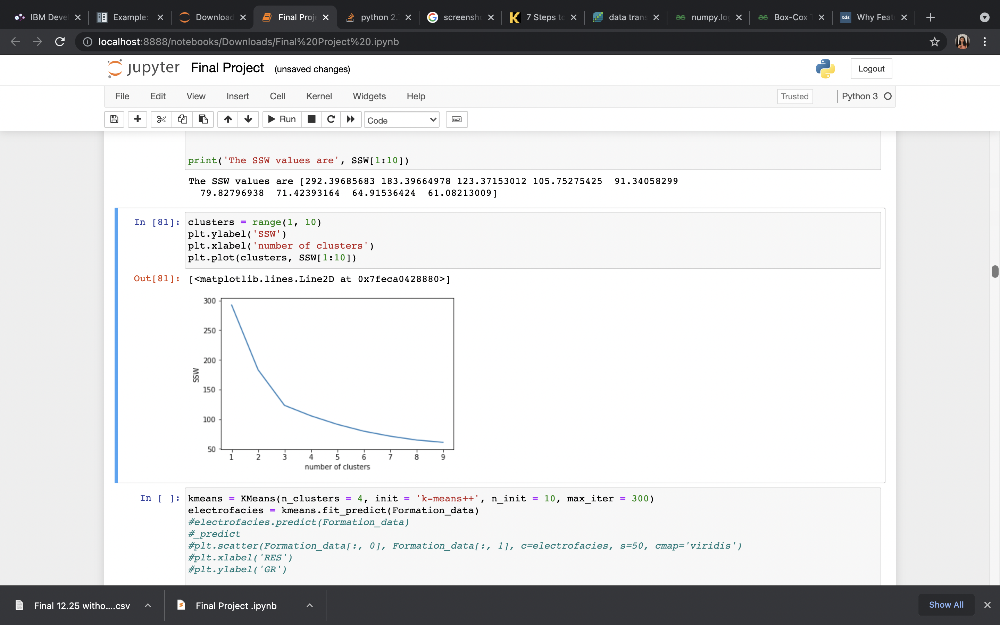 IBM Deve
Example:
Download
Final Proje
python 2.
screensh
7 Steps to
data trans
numpy.log
Box-Cox T
tds Why Feat
localhost:8888/notebooks/Downloads/Final%20Project%20.ipynb
jupyter Final Project (unsaved changes)
Logout
File Edit View Insert Cell Kernel Widgets Help
Trusted Python 3
Run Code
print('The SSW values are', SSW[1:10])
The SSW values are [292.39685683 183.39664978 123.37153012 105.75275425 91.34058299
79.82796938 71.42393164 64.91536424 61.08213009]
In [81]: clusters = range(1, 10)
plt.ylabel('SSW')
plt.xlabel('number of clusters')
plt.plot(clusters, SSW[1:10])
Out[81]: [<matplotlib.lines.Line2D at 0x7feca0428880>]
300
250
200
150
100
50
SSW
1 2 3 4 5 6 7 8 9
number of clusters
In [ ]: kmeans = KMeans(n_clusters = 4, init = 'k-means++', n_init = 10, max_iter = 300)
electrofacies = kmeans.fit_predict(Formation_data)
#electrofacies.predict(Formation_data)
#_predict
#plt.scatter(Formation_data[:, 0], Formation_data[:, 1], c=electrofacies, s=50, cmap='viridis')
#plt.xlabel('RES')
#plt.ylabel('GR')
Final 12.25 witho....csv
Final Project .ipynb
Show All